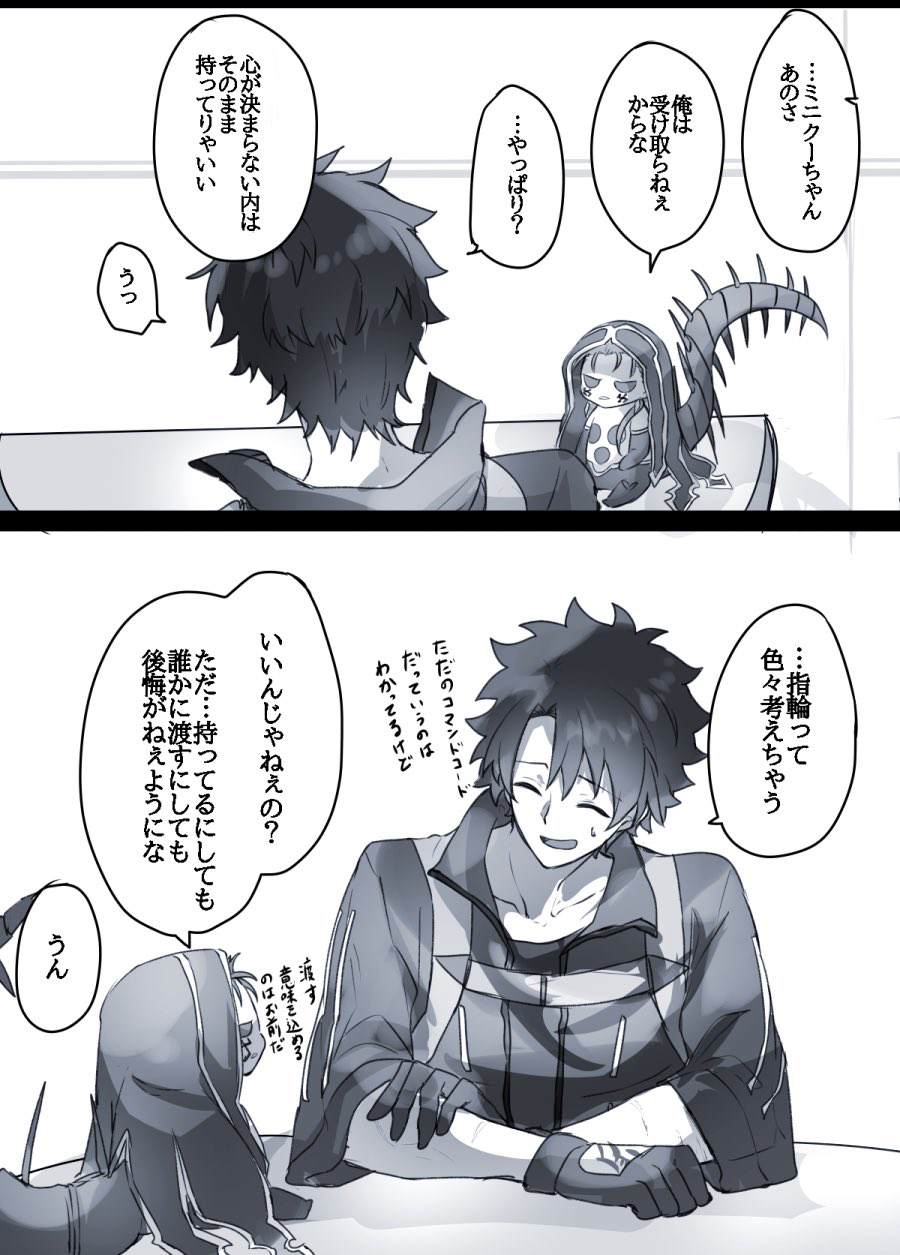 …ミニクーちゃん
あのさ
俺は
受け取らねぇ
からな
…やっぱり?
心が決まらない内は
そのまま
持ってりゃいい
うっ
…指輪って
色々考えちゃう
ただのコマンドコード
だっていうのは
わかってるけど
いいんじゃねぇの?
ただ…持ってるにしても
誰かに渡すにしても
後悔がねぇようにな
渡す
意味を込める
のはお前だ
うん